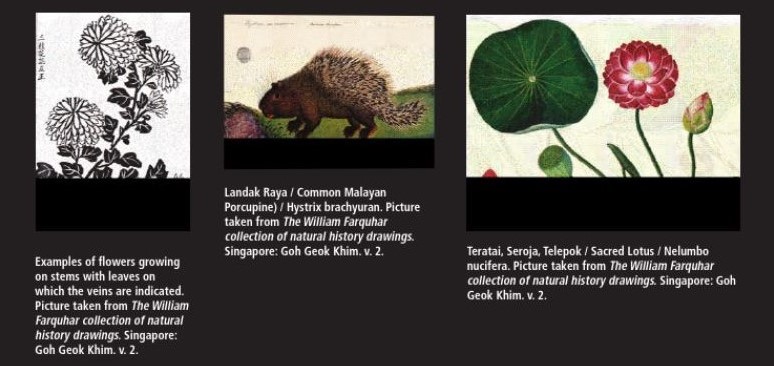 Examples of flowers growing
on stems with leaves on
which the veins are indicated.
Picture taken from The William
Farquhar collection of natural
history drawings. Singapore:
Goh Geok Khim. v. 2.
Landak Raya / Common Malayan
Porcupine) / Hystrix brachyuran. Picture
taken from The William Farquhar
collection of natural history drawings.
Singapore: Goh Geok Khim. v. 2.
Teratai, Seroja, Telepok / Sacred Lotus / Nelumbo
nucifera. Picture taken from The William Farquhar
collection of natural history drawings. Singapore: Goh
Geok Khim. v. 2.